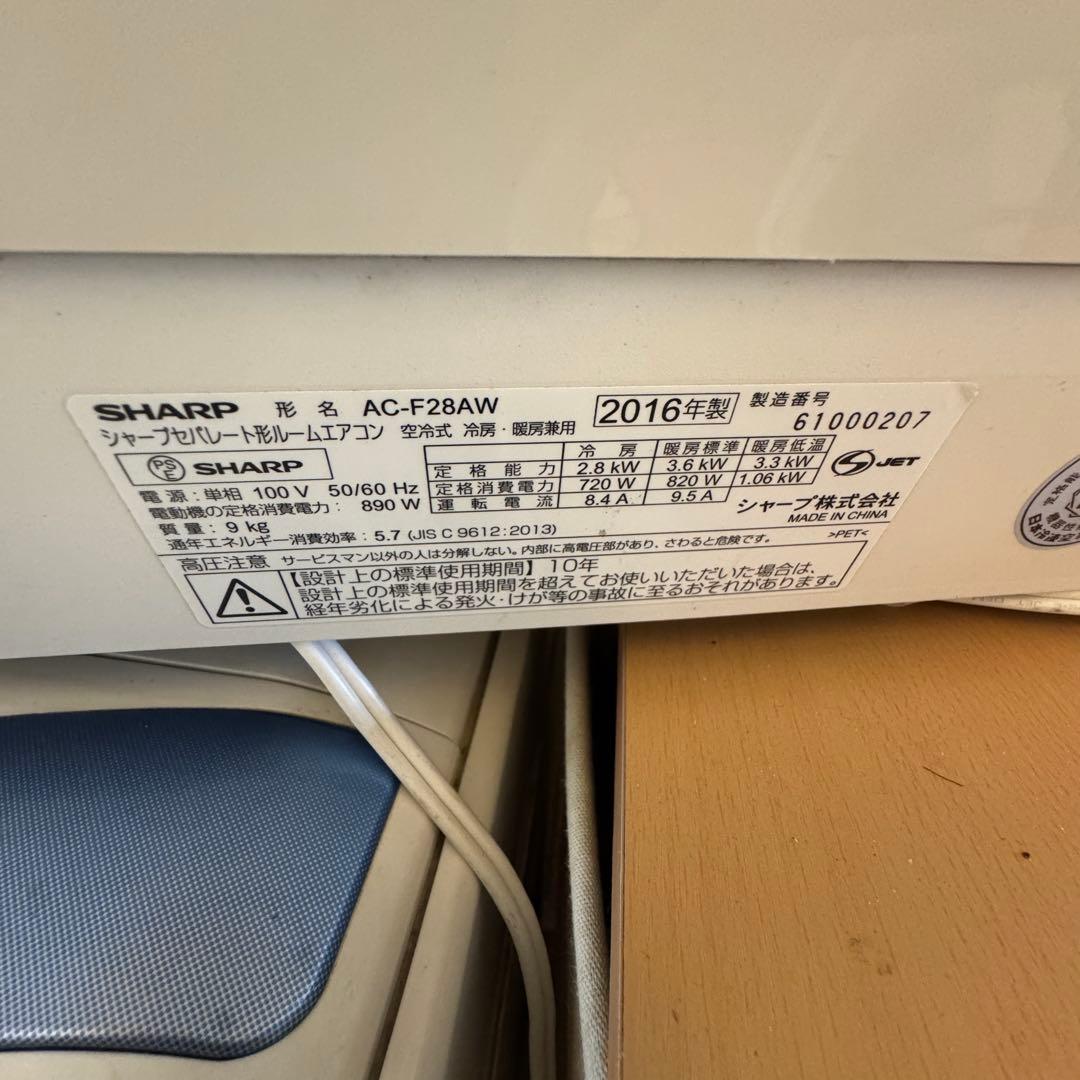 SHARP 形名 AC-F28AW 2016年製 製造番号 61000207
シャープセパレート形ルームエアコン 空冷式 冷房・暖房兼用
PSE SHARP
冷房 暖房標準 暖房低温
定格能力 2.8 kW 3.6 kW 3.3 kW
定格消費電力 720 W 820 W 1.06 kW
運転電流 8.4 A 9.5 A
JET
電源:単相 100 V 50/60 Hz
電動機の定格消費電力: 890 W
質量: 9 kg
通年エネルギー消費効率: 5.7 (JIS C 9612:2013)
シャープ株式会社
MADE IN CHINA
>PET<
高圧注意 サービスマン以外の人は分解しない。内部に高電圧部があり、さわると危険です。
【設計上の標準使用期間】10年
設計上の標準使用期間を超えてお使いいただいた場合は、
経年劣化による発火・けが等の事故に至るおそれがあります。